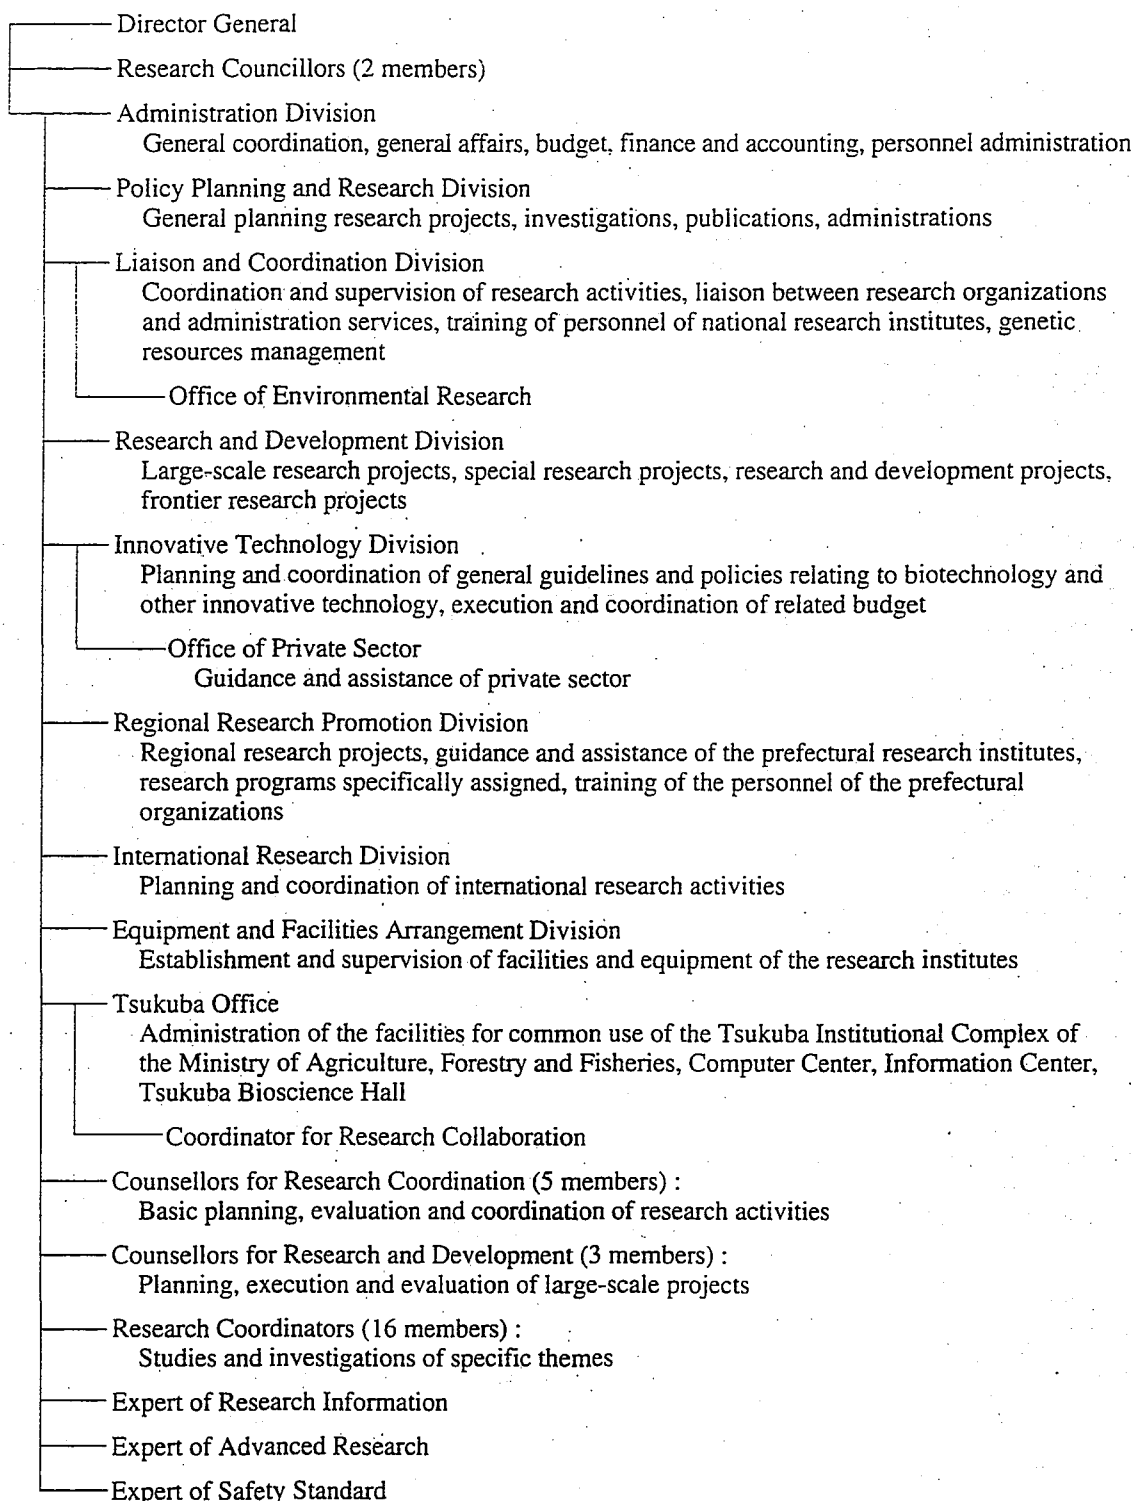 Director General
Research Councillors (2 members)
Administration Division
General coordination, general affairs, budget, finance and accounting, personnel administration
Policy Planning and Research Division
General planning research projects, investigations, publications, administrations
Liaison and Coordination Division
Coordination and supervision of research activities, liaison between research organizations
and administration services, training of personnel of national research institutes, genetic
resources management
Office of Environmental Research
Research and Development Division
Large-scale research projects, special research projects, research and development projects,
frontier research projects
Innovative Technology Division
Planning and coordination of general guidelines and policies relating to biotechnology and
other innovative technology, execution and coordination of related budget
Office of Private Sector
Guidance and assistance of private sector
Regional Research Promotion Division
Regional research projects, guidance and assistance of the prefectural research institutes,
research programs specifically assigned, training of the personnel of the prefectural
organizations
International Research Division
Planning and coordination of international research activities
Equipment and Facilities Arrangement Division
Establishment and supervision of facilities and equipment of the research institutes
Tsukuba Office
Administration of the facilities for common use of the Tsukuba Institutional Complex of
the Ministry of Agriculture, Forestry and Fisheries, Computer Center, Information Center,
Tsukuba Bioscience Hall
Coordinator for Research Collaboration
Counsellors for Research Coordination (5 members) :
Basic planning, evaluation and coordination of research activities
Counsellors for Research and Development (3 members) :
Planning, execution and evaluation of large-scale projects
Research Coordinators (16 members) :
Studies and investigations of specific themes
Expert of Research Information
Expert of Advanced Research
Expert of Safety Standard